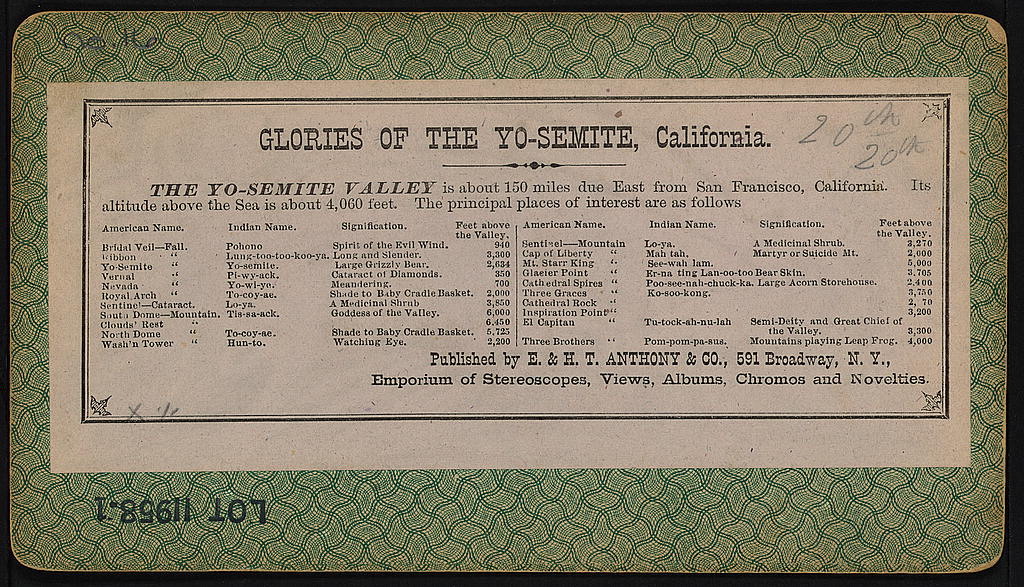 GLORIES OF THE YO-SEMITE, California.
20th
20th
THE YO-SEMITE VALLEY is about 150 miles due East from San Francisco, California. Its
altitude above the Sea is about 4,060 feet. The principal places of interest are as follows
American Name. Indian Name. Signification. Feet above the Valley.
Bridal Veil—Fall. Pohono Spirit of the Evil Wind. 940
Ribbon " Lung-too-too-koo-ya. Long and Slender. 3,300
Yo-Semite " Yo-semite. Large Grizzly Bear. 2,634
Vernal " Pi-wy-ack. Cataract of Diamonds. 350
Nevada " Yo-wi-ye. Meandering. 700
Royal Arch " To-coy-ae. Shade to Baby Cradle Basket. 2,000
Sentinel—Cataract. Lo-ya. A Medicinal Shrub 3,850
South Dome—Mountain. Tis-sa-ack. Goddess of the Valley. 6,000
Clouds' Rest " 6,450
North Dome " To-coy-ae. Shade to Baby Cradle Basket. 5,725
Wash'n Tower " Hun-to. Watching Eye. 2,200
American Name. Indian Name. Signification. Feet above the Valley.
Sentinel—Mountain Lo-ya. A Medicinal Shrub. 3,270
Cap of Liberty " Mah tah. Martyr or Suicide Mt. 2,000
Mt. Starr King " See-wah lam. 5,000
Glacier Point " Er-na ting Lan-oo-too Bear Skin. 3,705
Cathedral Spires " Poo-see-nah-chuck-ka. Large Acorn Storehouse. 2,400
Three Graces " Ko-soo-kong. 3,750
Cathedral Rock " 2, 70
Inspiration Point " 3,200
El Capitan " Tu-tock-ah-nu-lah Semi-Deity and Great Chief of
the Valley. 3,300
Three Brothers " Pom-pom-pa-sus. Mountains playing Leap Frog. 4,000
Published by E. & H. T. ANTHONY & CO., 591 Broadway, N. Y.,
Emporium of Stereoscopes, Views, Albums, Chromos and Novelties.
LOT 11958-1